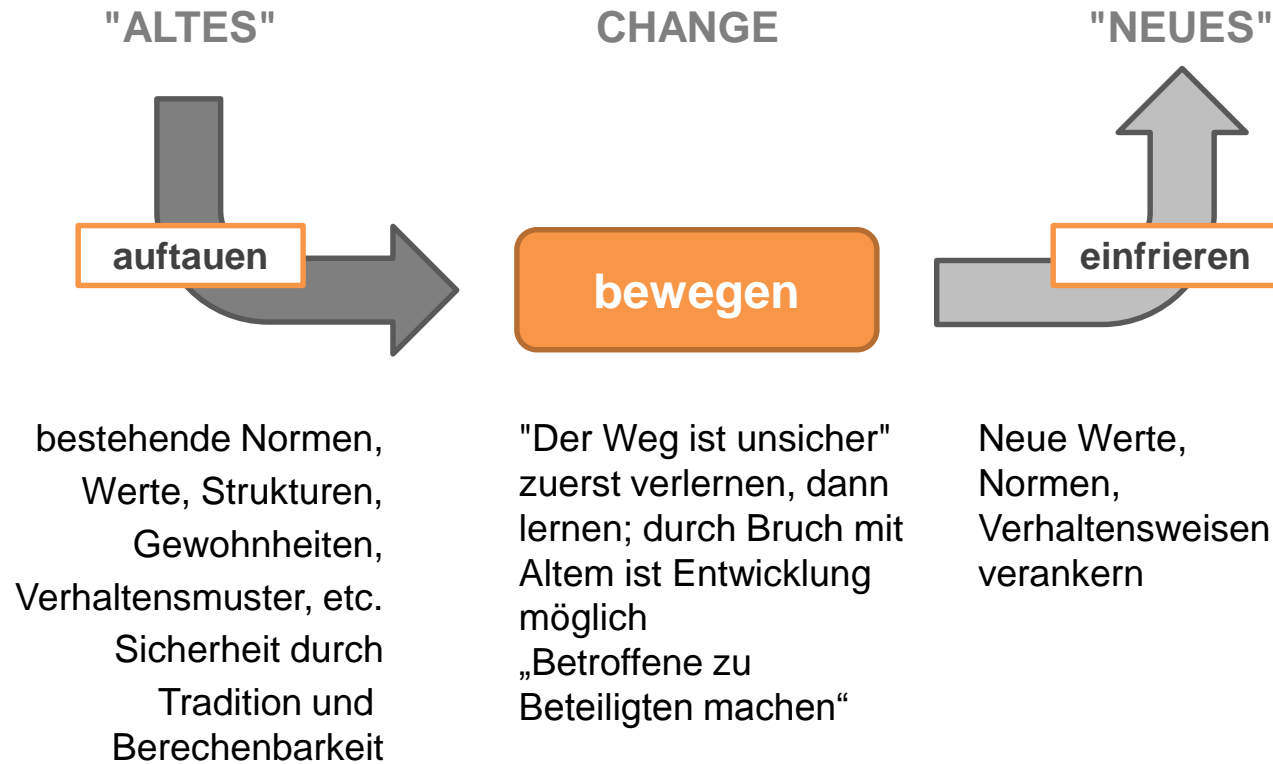 "ALTES"
CHANGE
"NEUES"
auftauen
bewegen
einfrieren
bestehende Normen,
Werte, Strukturen,
Gewohnheiten,
Verhaltensmuster, etc.
Sicherheit durch
Tradition und
Berechenbarkeit
"Der Weg ist unsicher"
zuerst verlernen, dann
lernen; durch Bruch mit
Altem ist Entwicklung
möglich
„Betroffene zu
Beteiligten machen“
Neue Werte,
Normen,
Verhaltensweisen
verankern